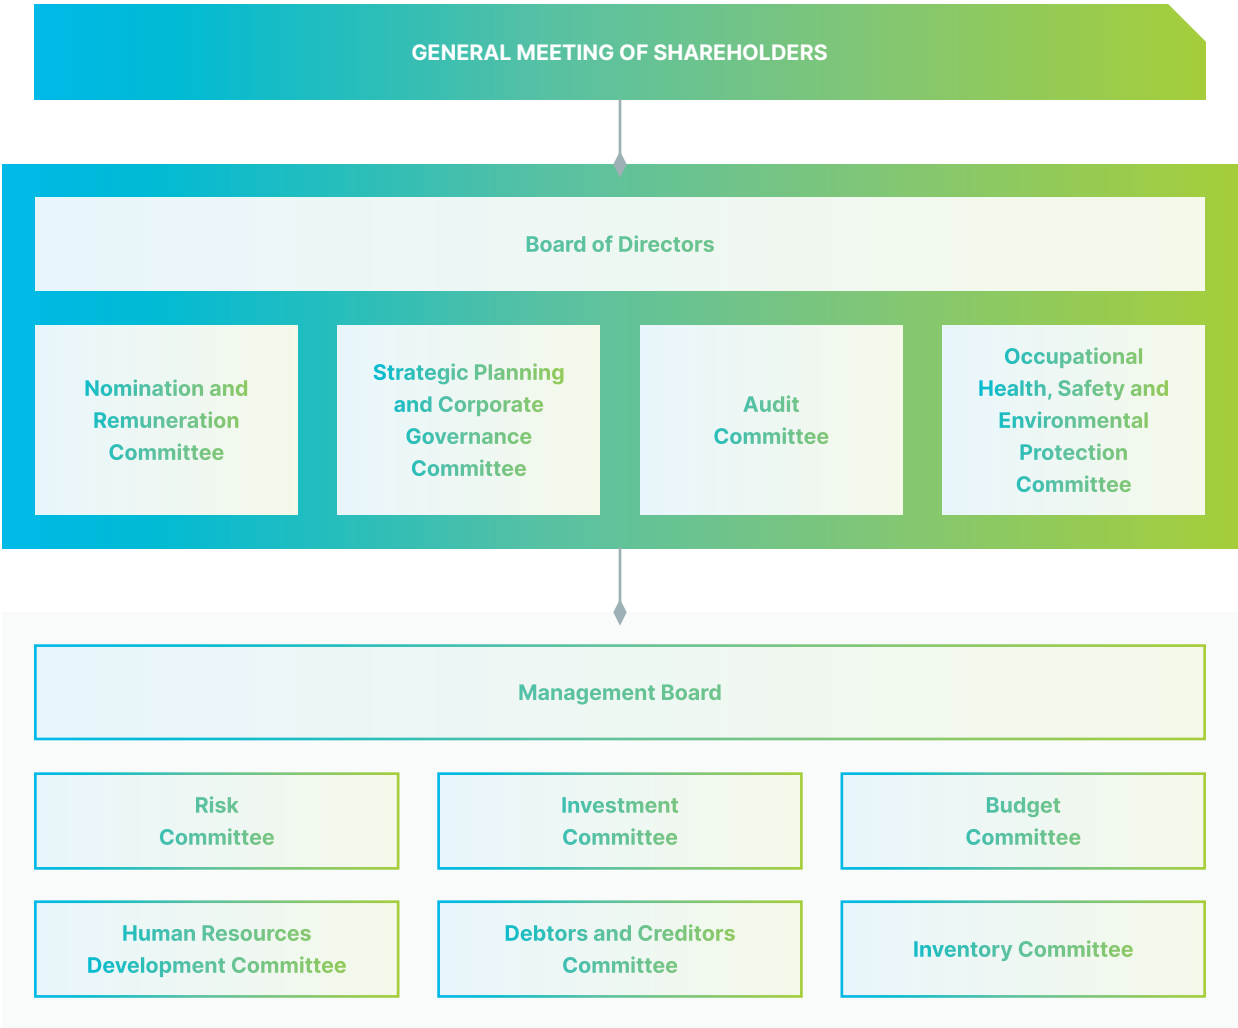 GENERAL MEETING OF SHAREHOLDERS
Board of Directors
Nomination and
Remuneration
Committee
Strategic Planning
and Corporate
Governance
Committee
Audit
Committee
Occupational
Health, Safety and
Environmental
Protection
Committee
Management Board
Risk
Committee
Investment
Committee
Budget
Committee
Human Resources
Development Committee
Debtors and Creditors
Committee
Inventory Committee